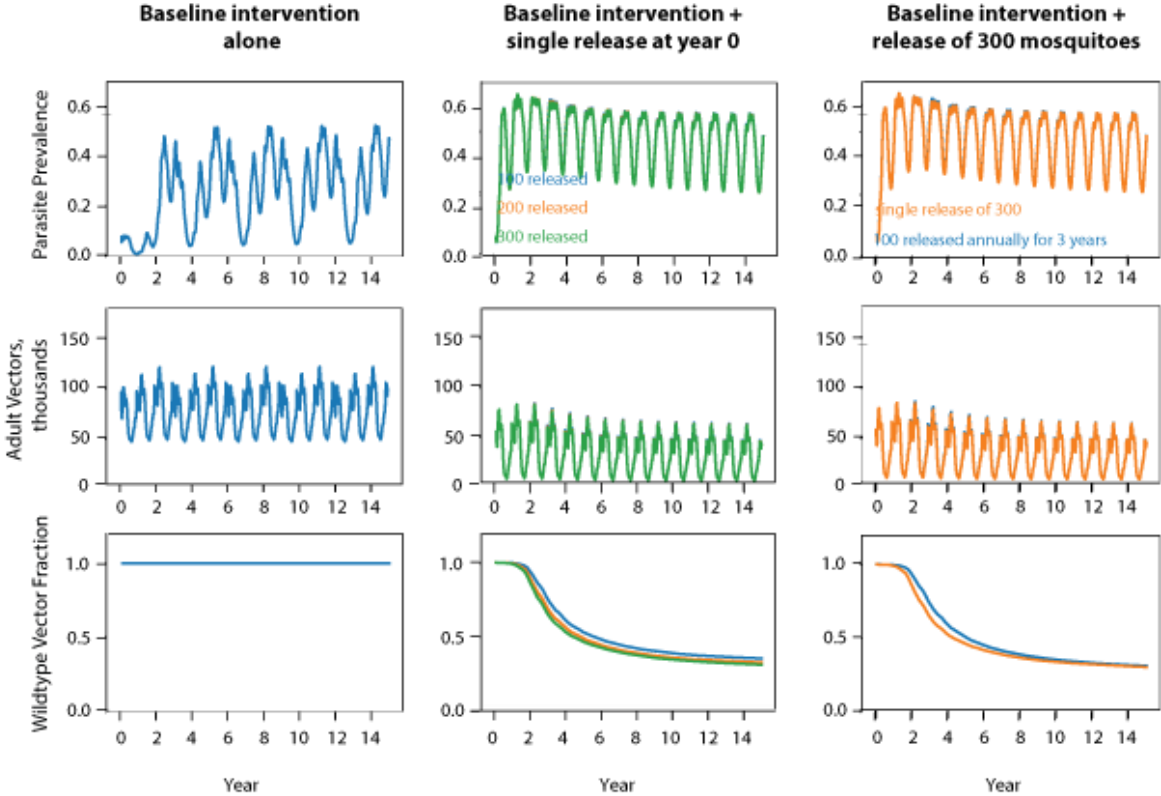 Baseline intervention
alone
Baseline intervention +
single release at year 0
Baseline intervention +
release of 300 mosquitoes
Parasite Prevalence
0.6
0.4
0.2
0.0
0 2 4 6 8 10 12 14
0.6
0.4
0.2
0.0
100 released
200 released
300 released
0 2 4 6 8 10 12 14
0.6
0.4
0.2
0.0
single release of 300
100 released annually for 3 years
0 2 4 6 8 10 12 14
Adult Vectors,
thousands
150
100
50
0
0 2 4 6 8 10 12 14
150
100
50
0
0 2 4 6 8 10 12 14
150
100
50
0
0 2 4 6 8 10 12 14
Wildtype Vector Fraction
1.0
0.5
0.0
0 2 4 6 8 10 12 14
1.0
0.5
0.0
0 2 4 6 8 10 12 14
1.0
0.5
0.0
0 2 4 6 8 10 12 14
Year
Year
Year